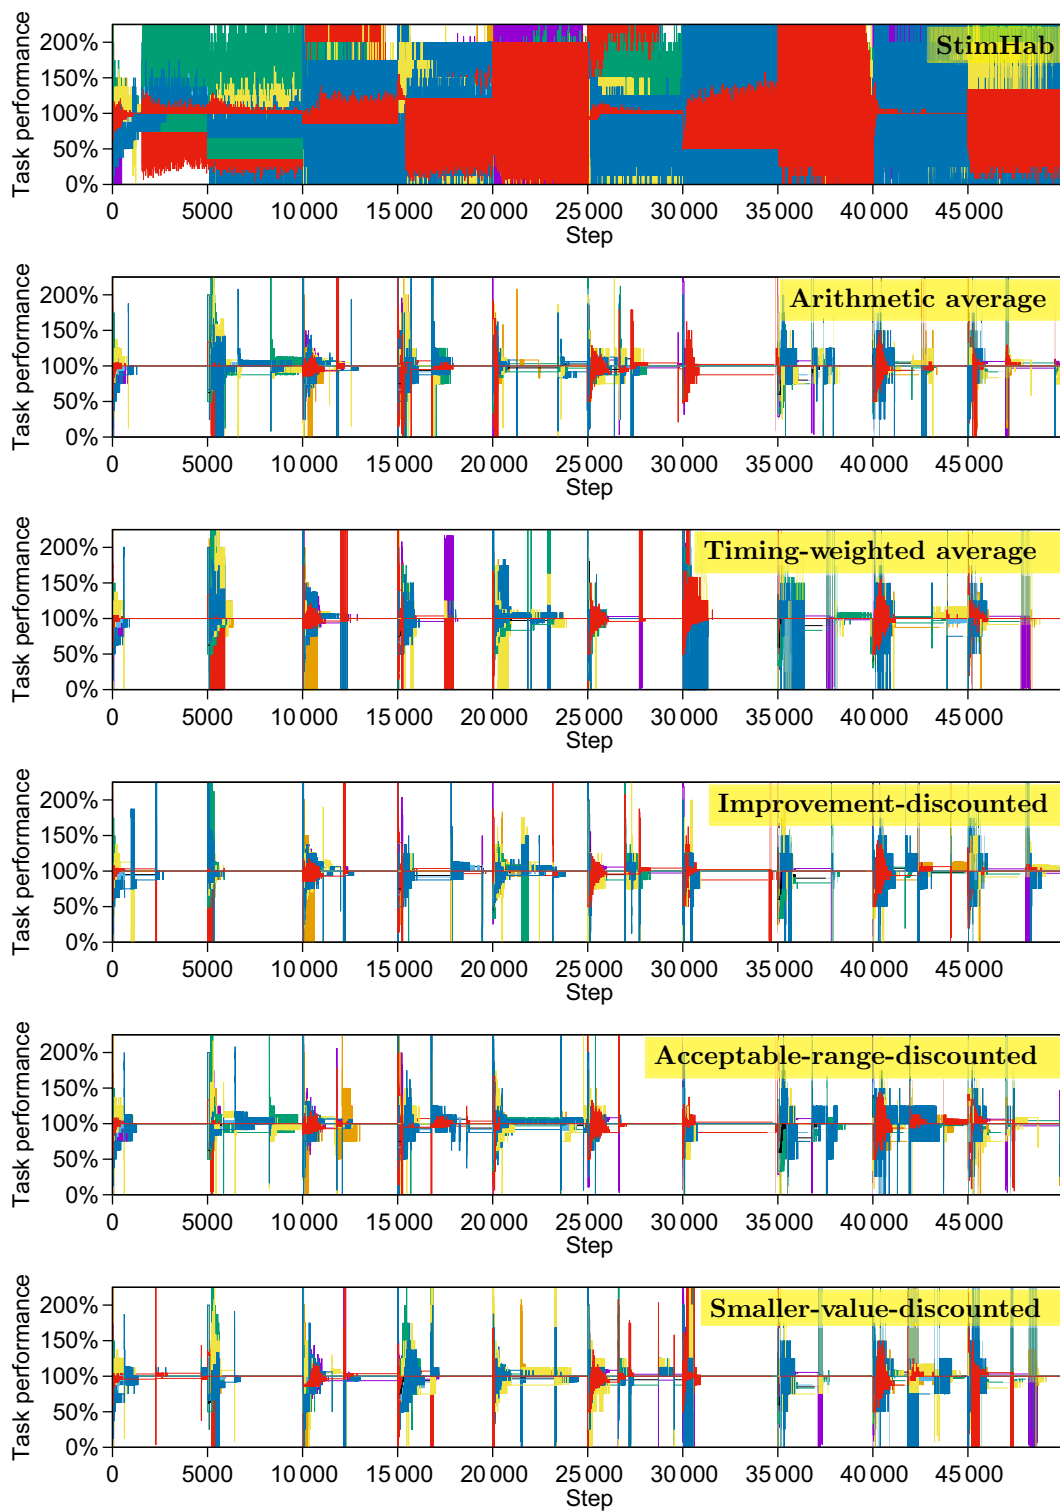 StimHab
Task performance
200%
150%
100%
50%
0%
0 5000 10 000 15 000 20 000 25 000 30 000 35 000 40 000 45 000
Step
Arithmetic average
Task performance
200%
150%
100%
50%
0%
0 5000 10 000 15 000 20 000 25 000 30 000 35 000 40 000 45 000
Step
Timing-weighted average
Task performance
200%
150%
100%
50%
0%
0 5000 10 000 15 000 20 000 25 000 30 000 35 000 40 000 45 000
Step
Improvement-discounted
Task performance
200%
150%
100%
50%
0%
0 5000 10 000 15 000 20 000 25 000 30 000 35 000 40 000 45 000
Step
Acceptable-range-discounted
Task performance
200%
150%
100%
50%
0%
0 5000 10 000 15 000 20 000 25 000 30 000 35 000 40 000 45 000
Step
Smaller-value-discounted
Task performance
200%
150%
100%
50%
0%
0 5000 10 000 15 000 20 000 25 000 30 000 35 000 40 000 45 000
Step